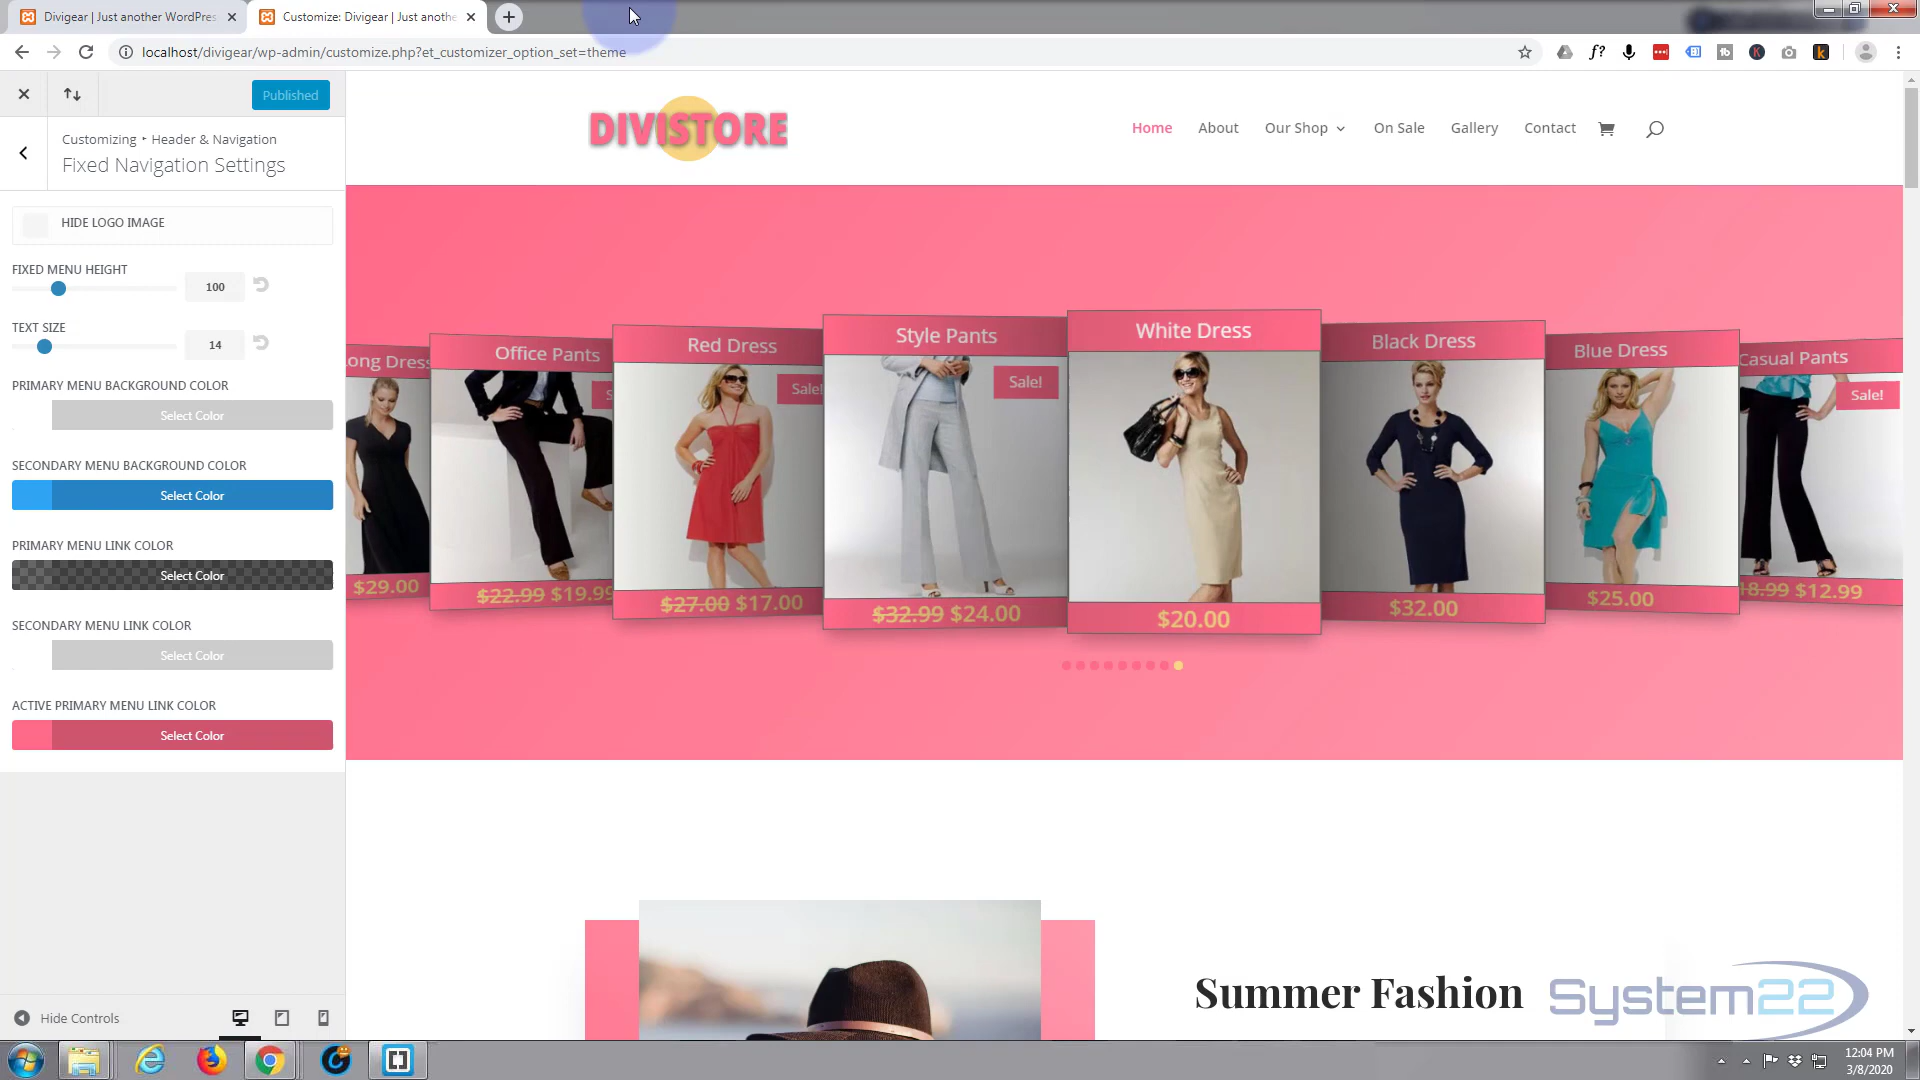 Divigear | Just another WordPres
Customize: Divigear | Just anothe
localhost/divigear/wp-admin/customize.php?et_customizer_option_set=theme
Published
Customizing ‣ Header & Navigation
Fixed Navigation Settings
HIDE LOGO IMAGE
FIXED MENU HEIGHT
100
TEXT SIZE
14
PRIMARY MENU BACKGROUND COLOR
Select Color
SECONDARY MENU BACKGROUND COLOR
Select Color
PRIMARY MENU LINK COLOR
Select Color
SECONDARY MENU LINK COLOR
Select Color
ACTIVE PRIMARY MENU LINK COLOR
Select Color
Hide Controls
DIVISTORE
Home About Our Shop On Sale Gallery Contact
Long Dress
$29.00
Office Pants
S
$22.99 $19.99
Red Dress
Sale!
$27.00 $17.00
Style Pants
Sale!
$32.99 $24.00
White Dress
$20.00
Black Dress
$32.00
Blue Dress
$25.00
Casual Pants
Sale!
18.99 $12.99
Summer Fashion
System22
12:04 PM
3/8/2020